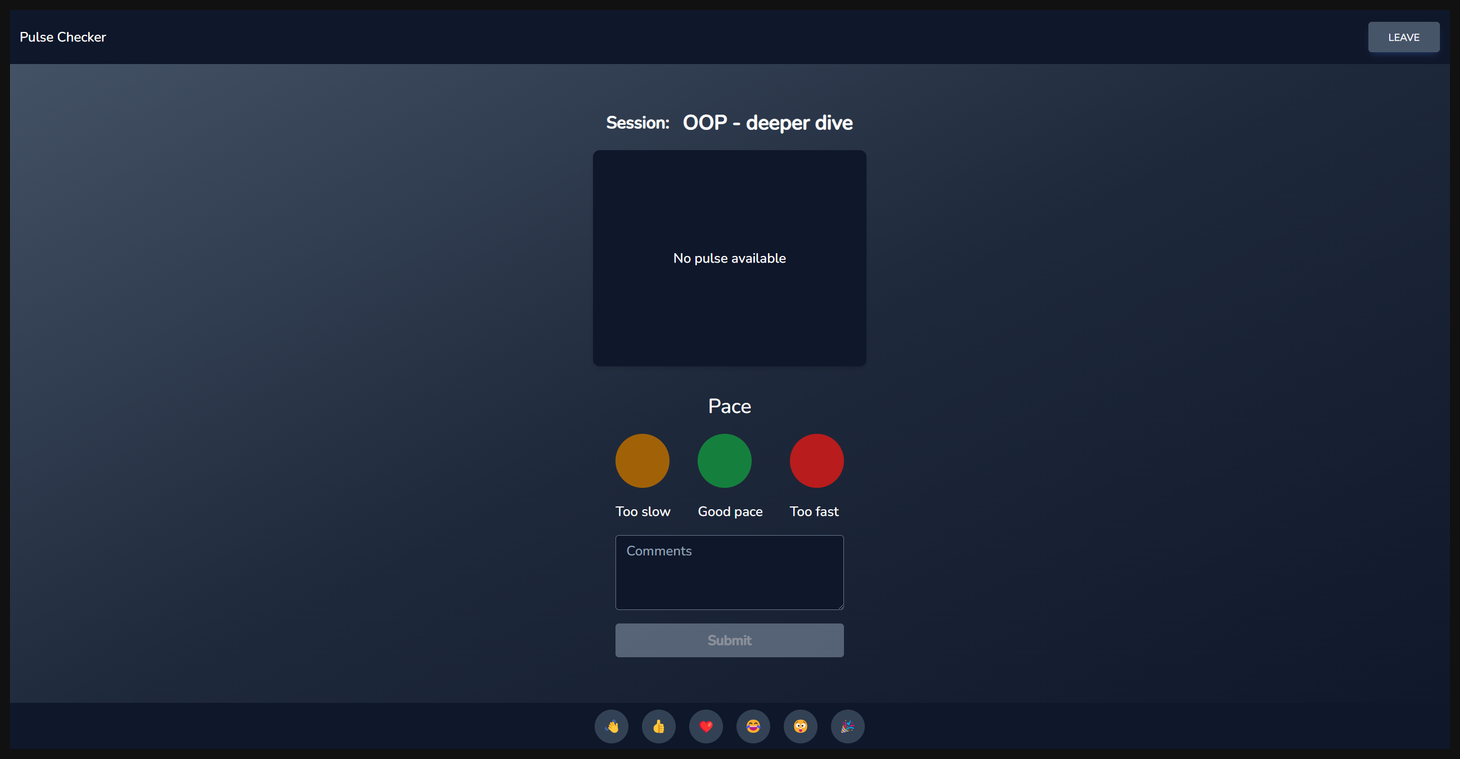 Pulse Checker
LEAVE
Session: OOP - deeper dive
No pulse available
Pace
Too slow
Good pace
Too fast
Comments
Submit